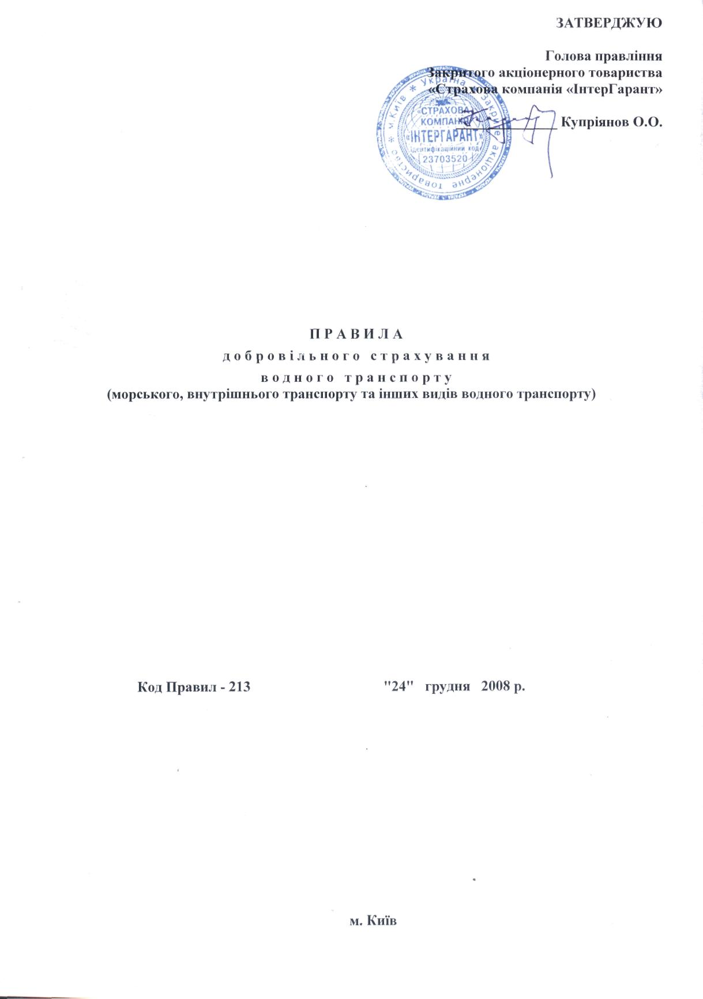 ЗАТВЕРДЖУЮ
Голова правління
Закритого акціонерного товариства
«Страхова компанія «ІнтерГарант»
Купріянов О.О.
* Україна * Закрите акціонерне товариство * м.Київ
«СТРАХОВА
КОМПАНІЯ
«ІНТЕРГАРАНТ»
Ідентифікаційний код
23703520
П Р А В И Л А
д о б р о в і л ь н о г о с т р а х у в а н н я
в о д н о г о т р а н с п о р т у
(морського, внутрішнього транспорту та інших видів водного транспорту)
Код Правил - 213 "24" грудня 2008 р.
м. Київ